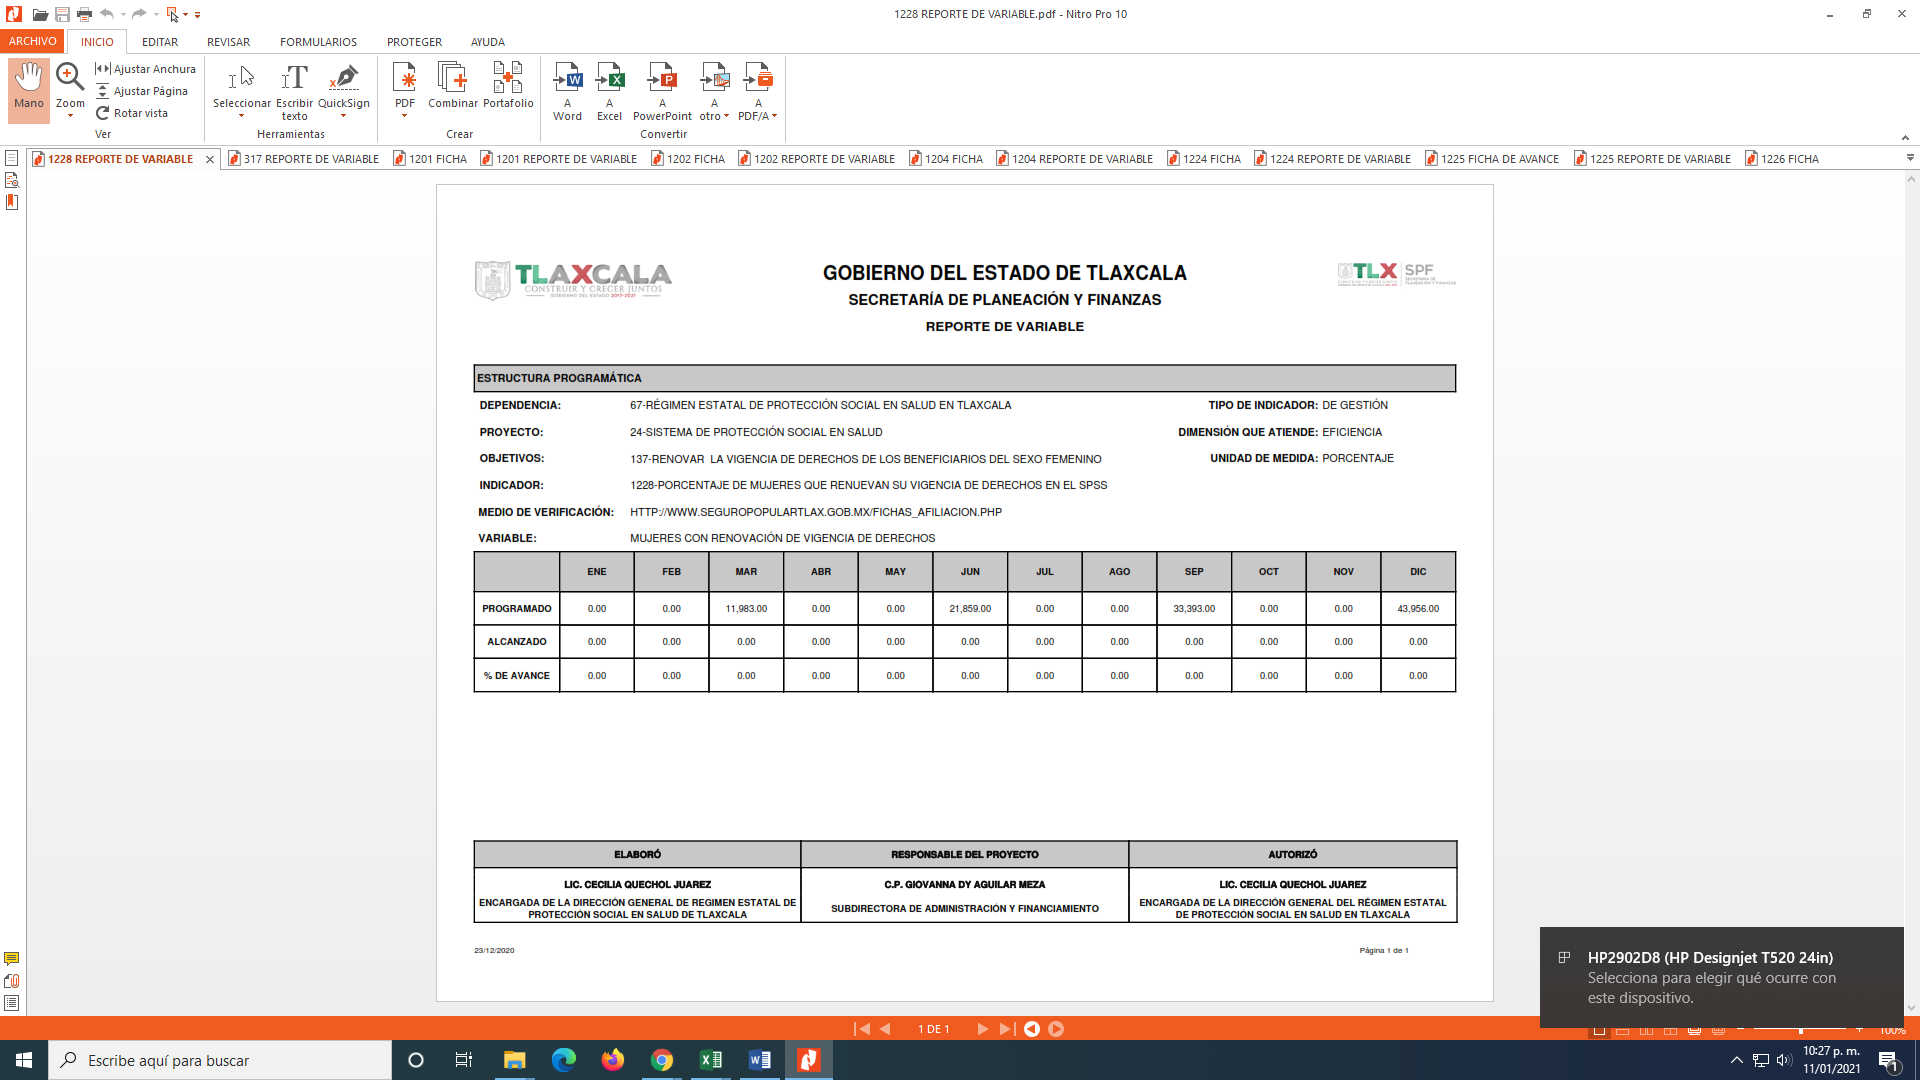 1228 REPORTE DE VARIABLE.pdf - Nitro Pro 10
ARCHIVO INICIO EDITAR REVISAR FORMULARIOS PROTEGER AYUDA
Mano Zoom Ajustar Anchura
Ajustar Página
Rotar vista
Ver
Seleccionar Escribir texto QuickSign
Herramientas
PDF Combinar Portafolio
Crear
A Word A Excel A PowerPoint A otro A PDF/A
Convertir
1228 REPORTE DE VARIABLE 317 REPORTE DE VARIABLE 1201 FICHA 1201 REPORTE DE VARIABLE 1202 FICHA 1202 REPORTE DE VARIABLE 1204 FICHA 1204 REPORTE DE VARIABLE 1224 FICHA 1224 REPORTE DE VARIABLE 1225 FICHA DE AVANCE 1225 REPORTE DE VARIABLE 1226 FICHA
TLAXCALA
CONSTRUIR Y CRECER JUNTOS
GOBIERNO DEL ESTADO 2017-2021
GOBIERNO DEL ESTADO DE TLAXCALA
SECRETARÍA DE PLANEACIÓN Y FINANZAS
REPORTE DE VARIABLE
TLX SPF
SECRETARÍA DE
PLANEACIÓN Y FINANZAS
ESTRUCTURA PROGRAMÁTICA
DEPENDENCIA: 67-RÉGIMEN ESTATAL DE PROTECCIÓN SOCIAL EN SALUD EN TLAXCALA TIPO DE INDICADOR: DE GESTIÓN
PROYECTO: 24-SISTEMA DE PROTECCIÓN SOCIAL EN SALUD DIMENSIÓN QUE ATIENDE: EFICIENCIA
OBJETIVOS: 137-RENOVAR LA VIGENCIA DE DERECHOS DE LOS BENEFICIARIOS DEL SEXO FEMENINO UNIDAD DE MEDIDA: PORCENTAJE
INDICADOR: 1228-PORCENTAJE DE MUJERES QUE RENUEVAN SU VIGENCIA DE DERECHOS EN EL SPSS
MEDIO DE VERIFICACIÓN: HTTP://WWW.SEGUROPOPULARTLAX.GOB.MX/FICHAS_AFILIACION.PHP
VARIABLE: MUJERES CON RENOVACIÓN DE VIGENCIA DE DERECHOS
ENE FEB MAR ABR MAY JUN JUL AGO SEP OCT NOV DIC
PROGRAMADO 0.00 0.00 11,983.00 0.00 0.00 21,859.00 0.00 0.00 33,393.00 0.00 0.00 43,956.00
ALCANZADO 0.00 0.00 0.00 0.00 0.00 0.00 0.00 0.00 0.00 0.00 0.00 0.00
% DE AVANCE 0.00 0.00 0.00 0.00 0.00 0.00 0.00 0.00 0.00 0.00 0.00 0.00
ELABORÓ RESPONSABLE DEL PROYECTO AUTORIZÓ
LIC. CECILIA QUECHOL JUAREZ C.P. GIOVANNA DY AGUILAR MEZA LIC. CECILIA QUECHOL JUAREZ
ENCARGADA DE LA DIRECCIÓN GENERAL DE REGIMEN ESTATAL DE PROTECCIÓN SOCIAL EN SALUD DE TLAXCALA SUBDIRECTORA DE ADMINISTRACIÓN Y FINANCIAMIENTO ENCARGADA DE LA DIRECCIÓN GENERAL DEL RÉGIMEN ESTATAL DE PROTECCIÓN SOCIAL EN SALUD EN TLAXCALA
23/12/2020 Página 1 de 1
HP2902D8 (HP Designjet T520 24in)
Selecciona para elegir qué ocurre con
este dispositivo.
1 DE 1
100%
Escribe aquí para buscar
10:27 p. m.
11/01/2021
1